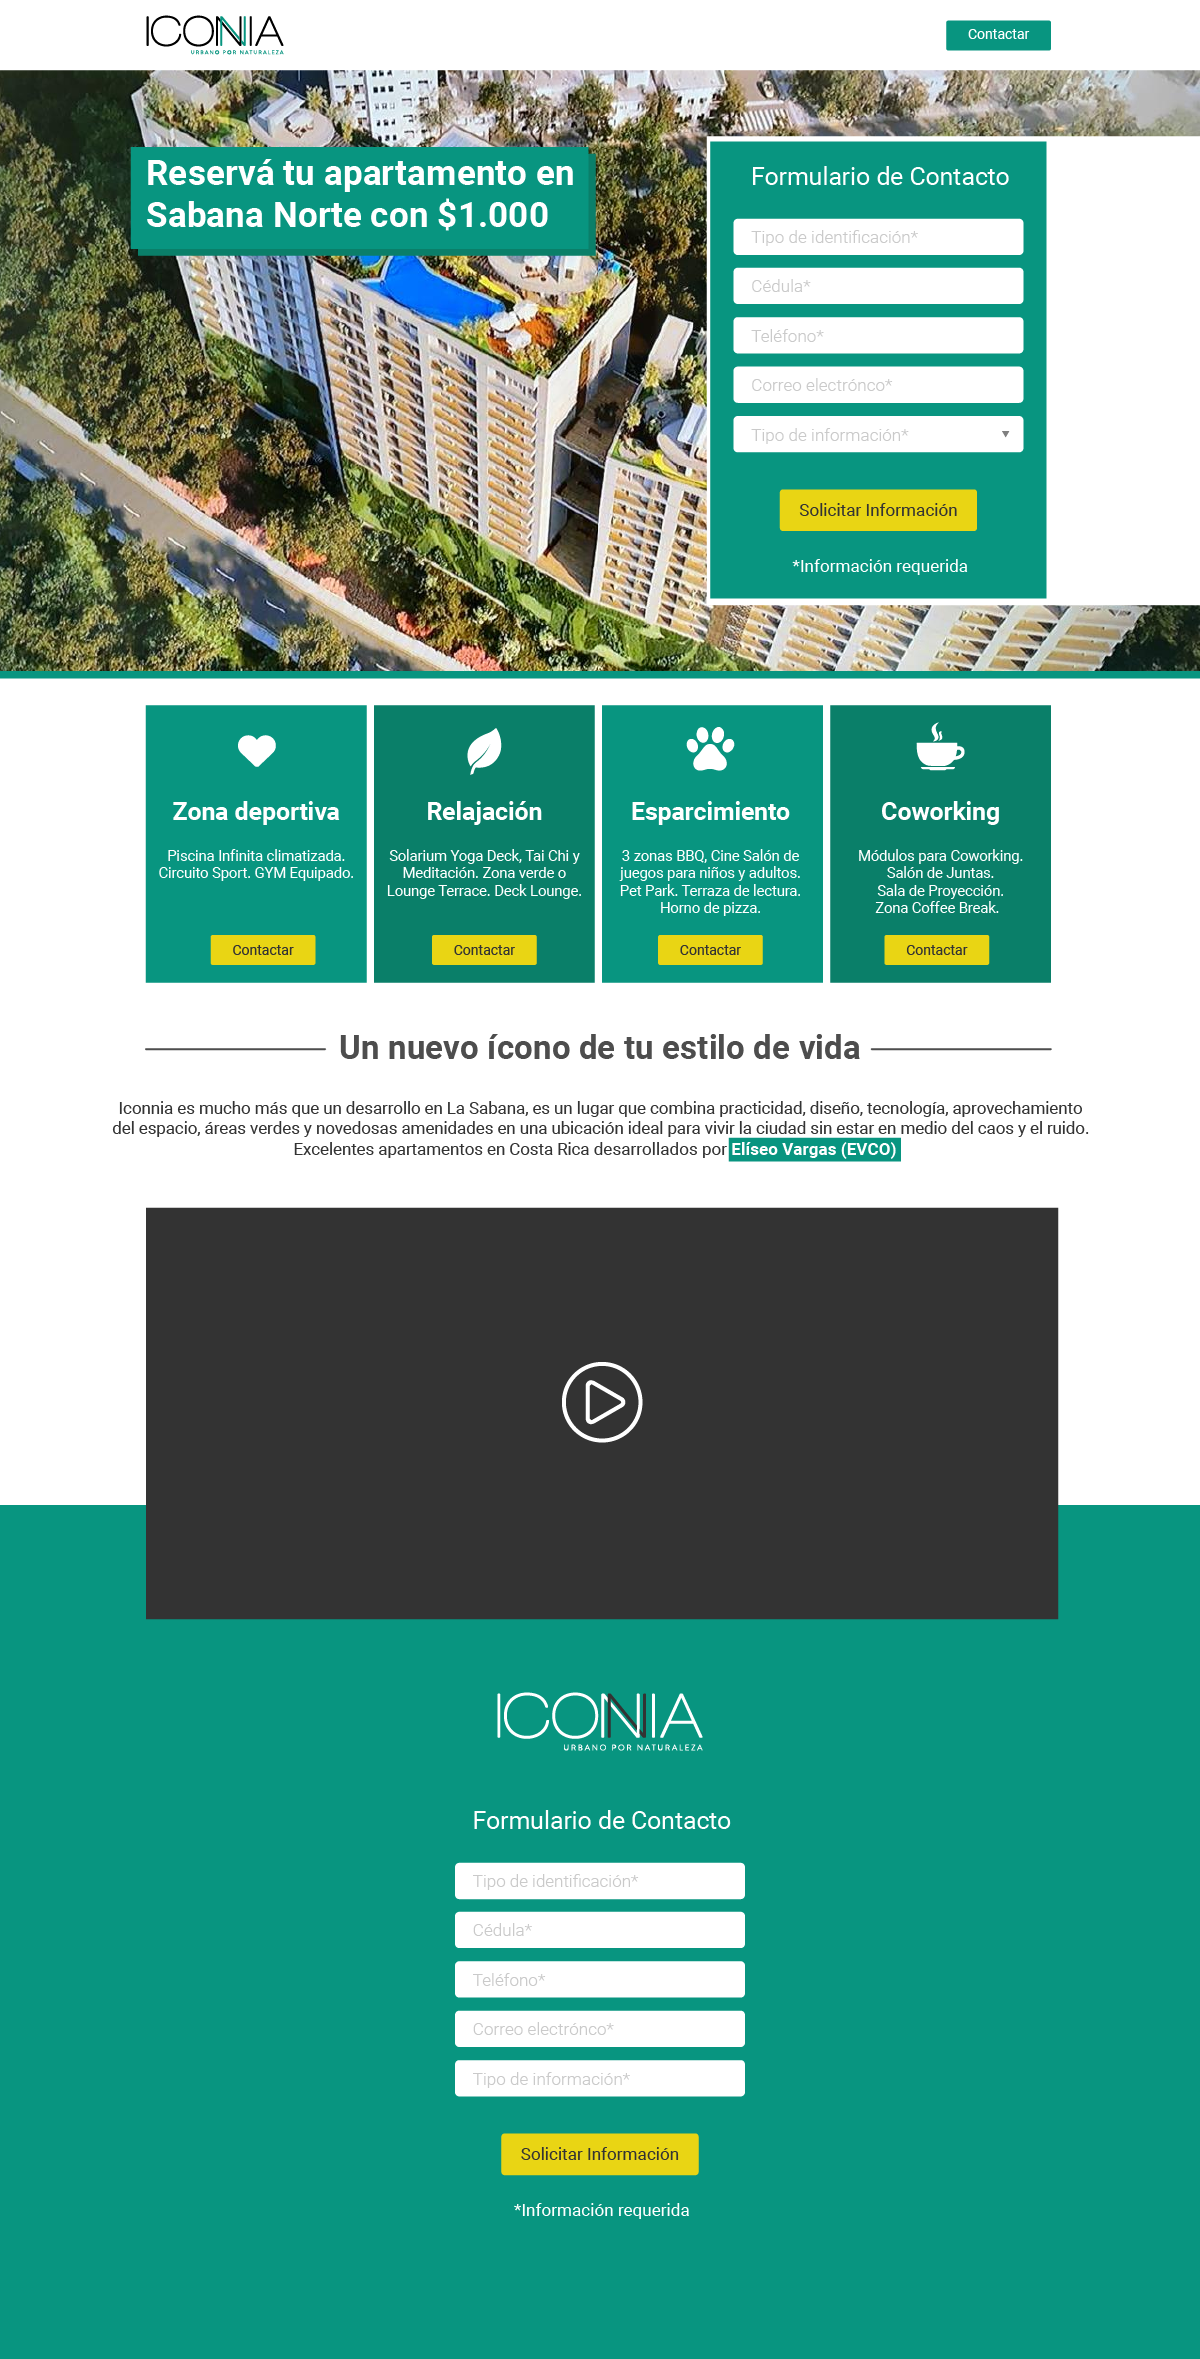 ICONNIA
URBANO POR NATURALEZA
Contactar
Reservá tu apartamento en
Sabana Norte con $1.000
Formulario de Contacto
Tipo de identificación*
Cédula*
Teléfono*
Correo electrónco*
Tipo de información*
Solicitar Información
*Información requerida
Zona deportiva
Piscina Infinita climatizada.
Circuito Sport. GYM Equipado.
Contactar
Relajación
Solarium Yoga Deck, Tai Chi y
Meditación. Zona verde o
Lounge Terrace. Deck Lounge.
Contactar
Esparcimiento
3 zonas BBQ, Cine Salón de
juegos para niños y adultos.
Pet Park. Terraza de lectura.
Horno de pizza.
Contactar
Coworking
Módulos para Coworking.
Salón de Juntas.
Sala de Proyección.
Zona Coffee Break.
Contactar
Un nuevo ícono de tu estilo de vida
Iconnia es mucho más que un desarrollo en La Sabana, es un lugar que combina practicidad, diseño, tecnología, aprovechamiento
del espacio, áreas verdes y novedosas amenidades en una ubicación ideal para vivir la ciudad sin estar en medio del caos y el ruido.
Excelentes apartamentos en Costa Rica desarrollados por Elíseo Vargas (EVCO)
ICONNIA
URBANO POR NATURALEZA
Formulario de Contacto
Tipo de identificación*
Cédula*
Teléfono*
Correo electrónco*
Tipo de información*
Solicitar Información
*Información requerida